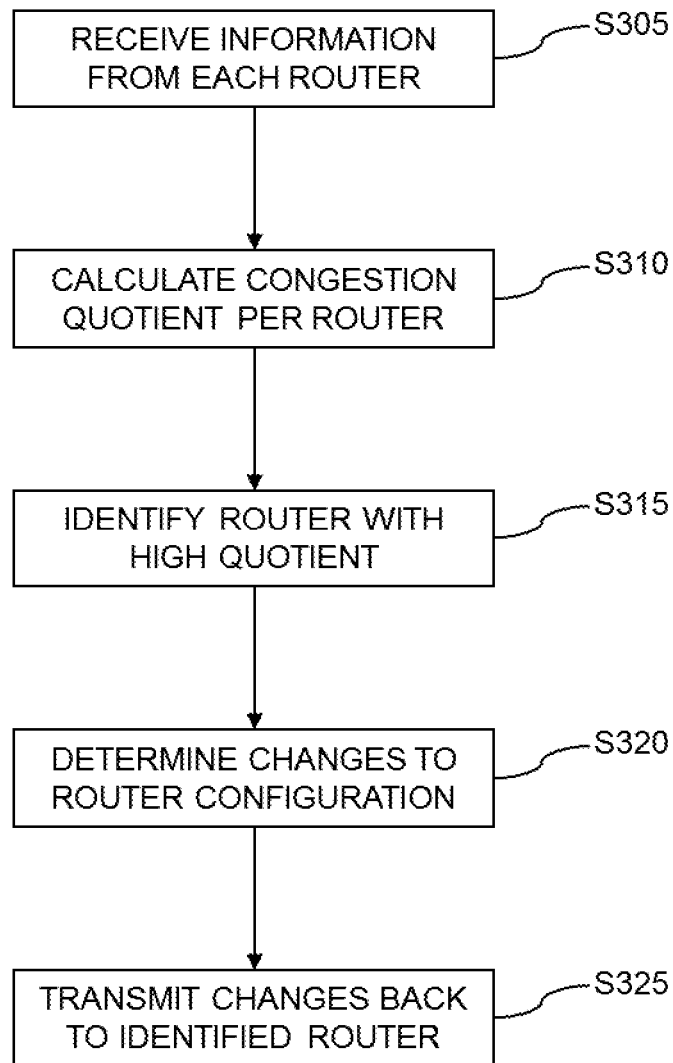 RECEIVE INFORMATION
FROM EACH ROUTER
S305
CALCULATE CONGESTION
QUOTIENT PER ROUTER
S310
IDENTIFY ROUTER WITH
HIGH QUOTIENT
S315
DETERMINE CHANGES TO
ROUTER CONFIGURATION
S320
TRANSMIT CHANGES BACK
TO IDENTIFIED ROUTER
S325